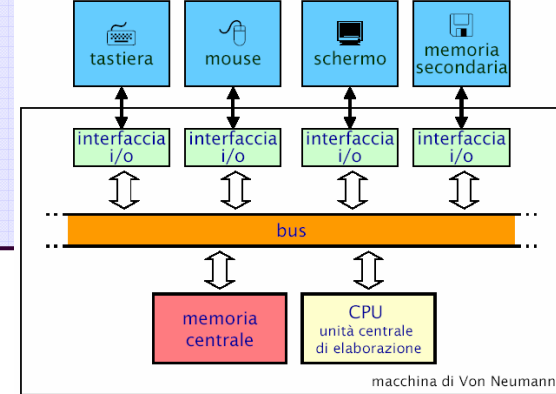 tastiera
mouse
schermo
memoria
secondaria
interfaccia
i/o
interfaccia
i/o
interfaccia
i/o
interfaccia
i/o
bus
memoria
centrale
CPU
unità centrale
di elaborazione
macchina di Von Neumann